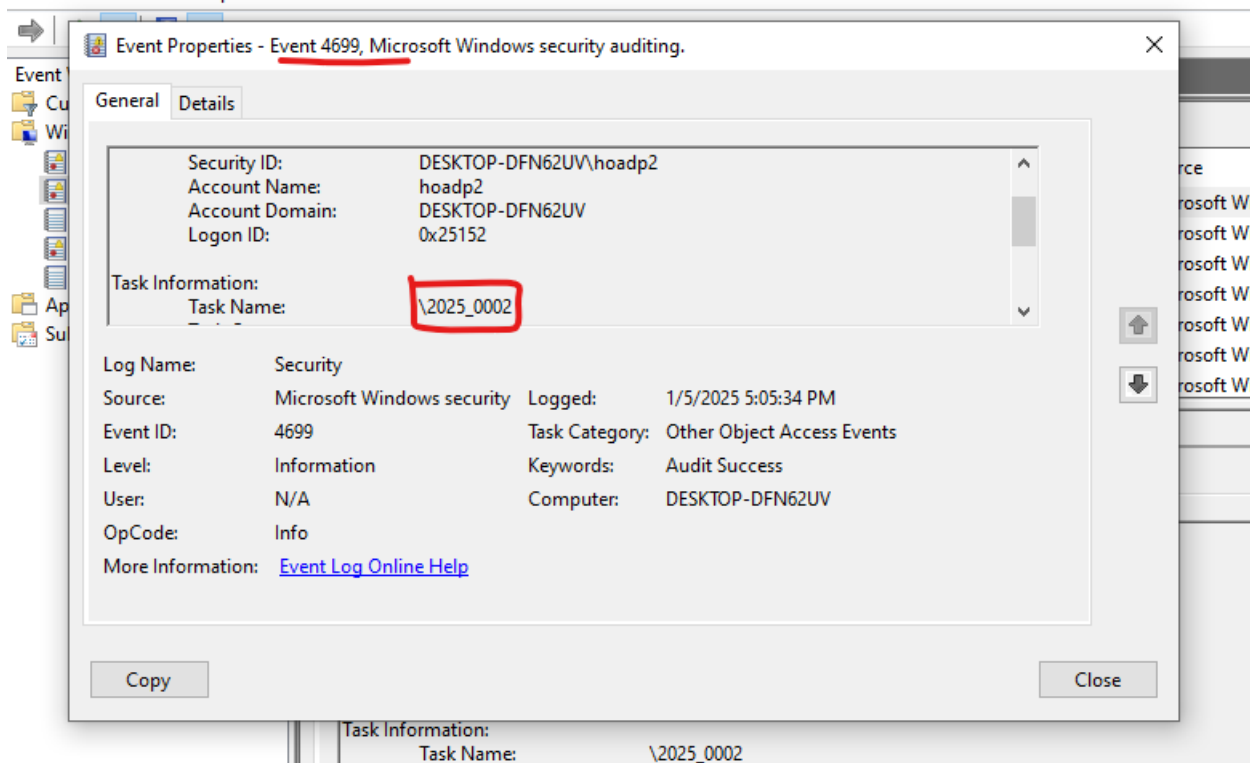 Event Properties - Event 4699, Microsoft Windows security auditing.
Event
Cu
Wi
Ap
Su
General Details
Security ID: DESKTOP-DFN62UV\hoadp2
Account Name: hoadp2
Account Domain: DESKTOP-DFN62UV
Logon ID: 0x25152
Task Information:
Task Name: \2025_0002
Log Name: Security
Source: Microsoft Windows security Logged: 1/5/2025 5:05:34 PM
Event ID: 4699 Task Category: Other Object Access Events
Level: Information Keywords: Audit Success
User: N/A Computer: DESKTOP-DFN62UV
OpCode: Info
More Information: Event Log Online Help
Copy Close
rce
rosoft W
rosoft W
rosoft W
rosoft W
rosoft W
rosoft W
rosoft W
Task Information:
Task Name: \2025_0002